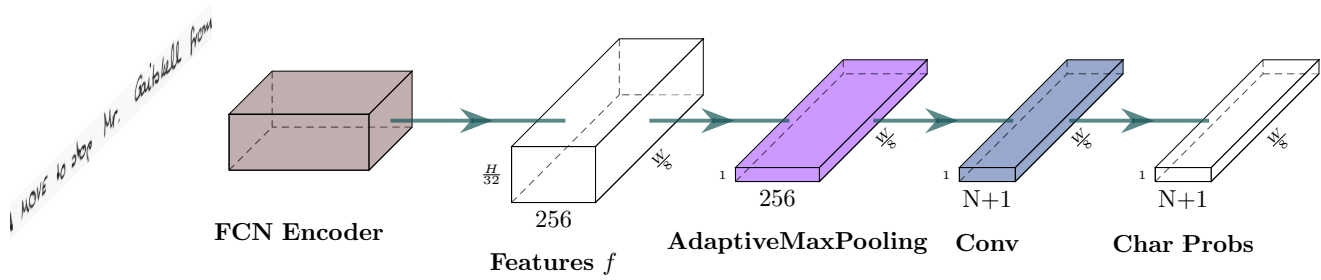 I MOVE to stop Mr. Gaitskell from
FCN Encoder
H/32
W/8
256
Features f
1
W/8
256
AdaptiveMaxPooling
1
W/8
N+1
Conv
1
W/8
N+1
Char Probs